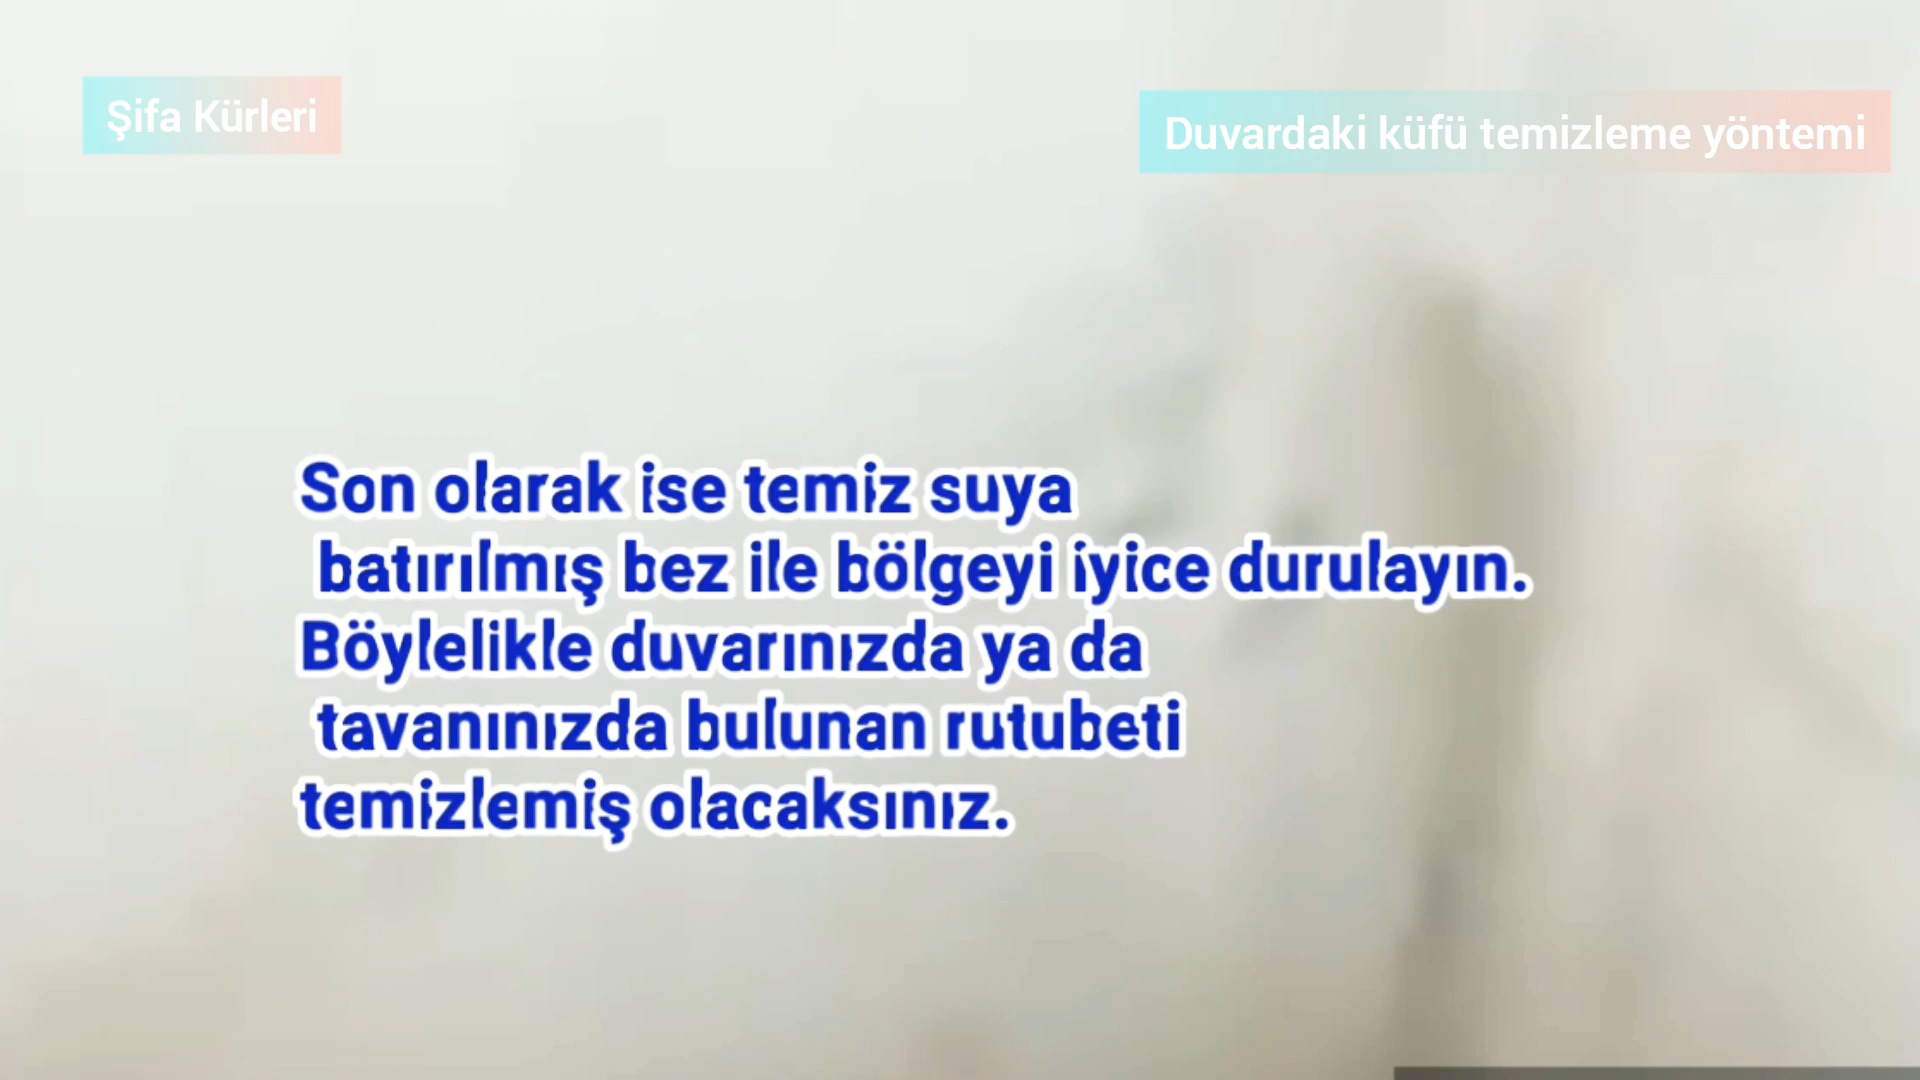 Şifa Kürleri
Duvardaki küfü temizleme yöntemi
Son olarak ise temiz suya
batırılmış bez ile bölgeyi iyice durulayın.
Böylelikle duvarınızda ya da
tavanınızda bulunan rutubeti
temizlemiş olacaksınız.